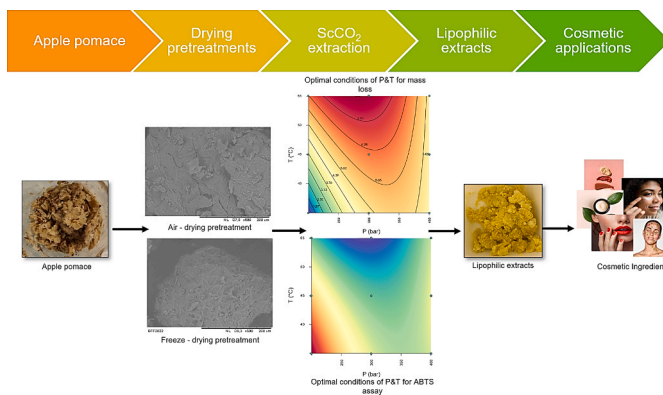 Apple pomace
Drying
pretreatments
ScCO₂
extraction
Lipophilic
extracts
Cosmetic
applications
Optimal conditions of P&T for mass
loss
T (°C)
P (bar)
Air - drying pretreatment
Apple pomace
Lipophilic extracts
Cosmetic Ingredien
T (°C)
Freeze - drying pretreatment
P (bar)
Optimal conditions of P&T for ABTS
assay